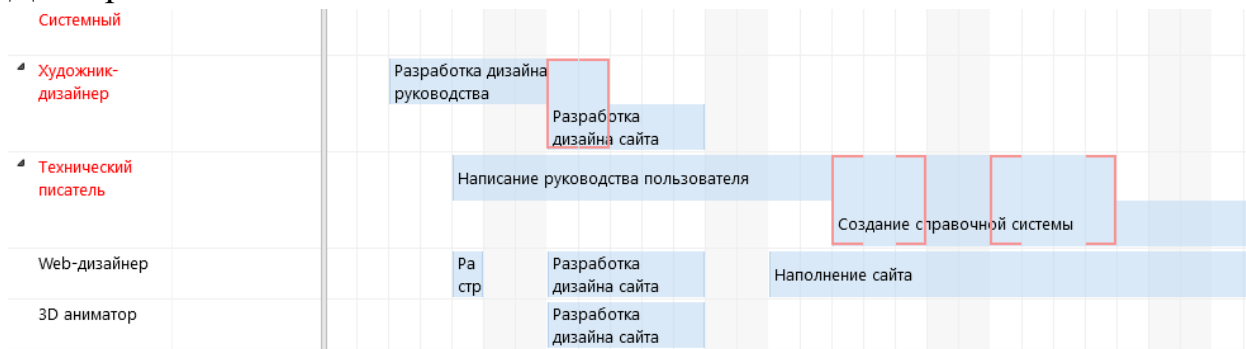 Системный
Художник-
дизайнер
Разработка дизайна
руководства
Разработка
дизайна сайта
Технический
писатель
Написание руководства пользователя
Создание справочной системы
Web-дизайнер
Ра
стр
Разработка
дизайна сайта
Наполнение сайта
3D аниматор
Разработка
дизайна сайта